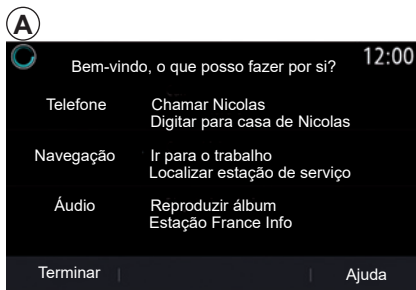 A
12:00
Bem-vindo, o que posso fazer por si?
Telefone Chamar Nicolas
Digitar para casa de Nicolas
Navegação Ir para o trabalho
Localizar estação de serviço
Áudio Reproduzir álbum
Estação France Info
Terminar Ajuda